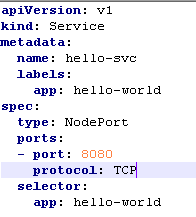 apiVersion: v1
kind: Service
metadata:
  name: hello-svc
  labels:
    app: hello-world
spec:
  type: NodePort
  ports:
  - port: 8080
    protocol: TCP
  selector:
    app: hello-world